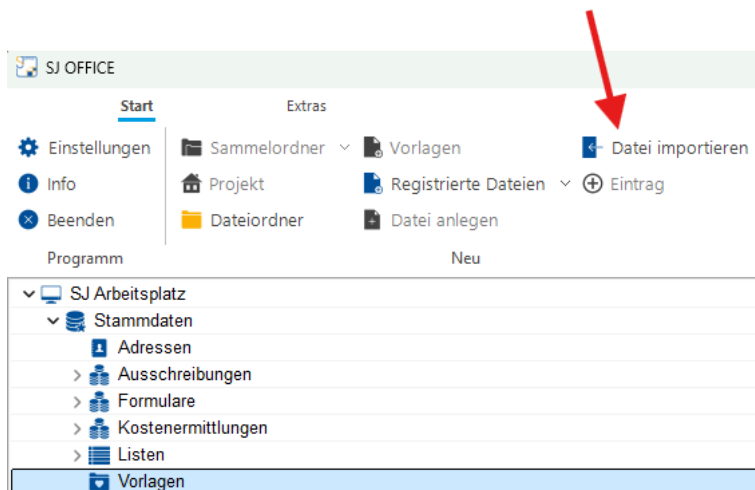 SJ OFFICE
Start Extras
Einstellungen Sammelordner Vorlagen Datei importieren
Info Projekt Registrierte Dateien Eintrag
Beenden Dateiordner Datei anlegen
Programm Neu
SJ Arbeitsplatz
Stammdaten
Adressen
Ausschreibungen
Formulare
Kostenermittlungen
Listen
Vorlagen